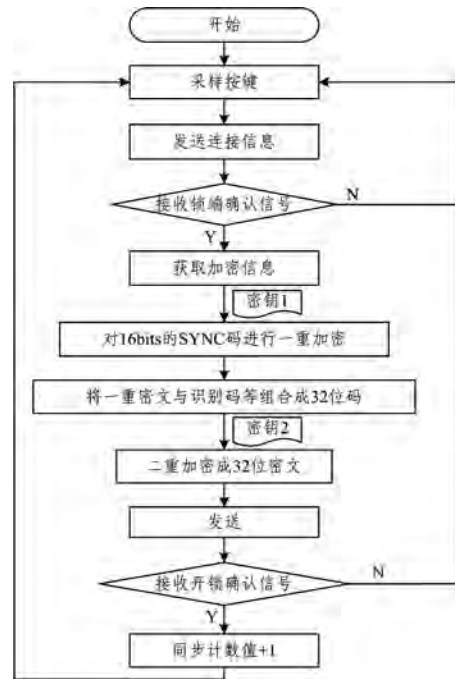 开始
采样按键
发送连接信息
接收锁端确认信号
N
Y
获取加密信息
密钥1
对16bits的SYNC码进行一重加密
将一重密文与识别码等组合成32位码
密钥2
二重加密成32位密文
发送
接收开锁确认信号
N
Y
同步计数值+1